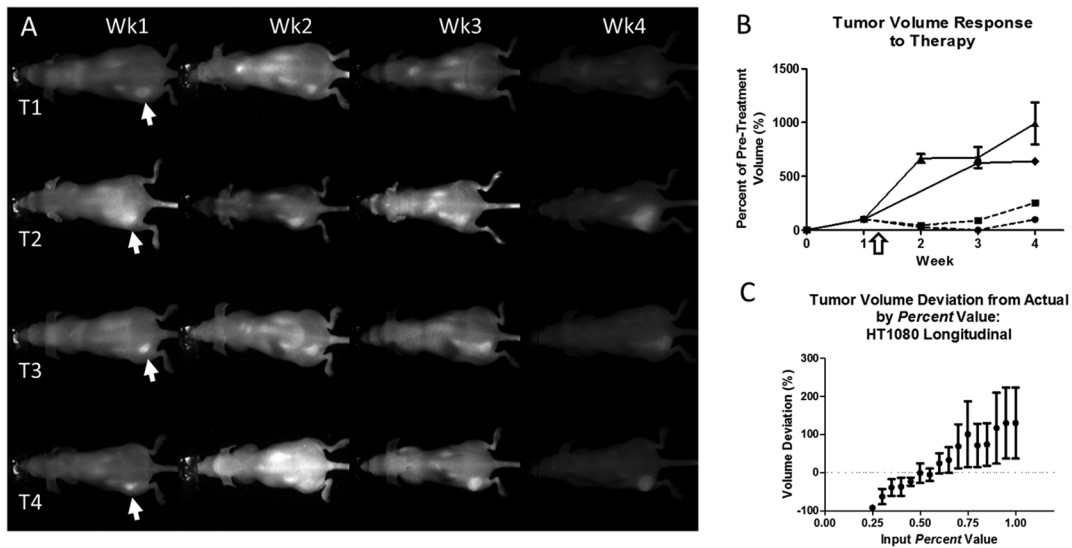 A
Wk1 Wk2 Wk3 Wk4
T1
T2
T3
T4
B
Tumor Volume Response
to Therapy
Percent of Pre-Treatment
Volume (%)
1500
1000
500
0
0 1 2 3 4
Week
C
Tumor Volume Deviation from Actual
by Percent Value:
HT1080 Longitudinal
Volume Deviation (%)
300
200
100
0
-100
0.00 0.25 0.50 0.75 1.00
Input Percent Value